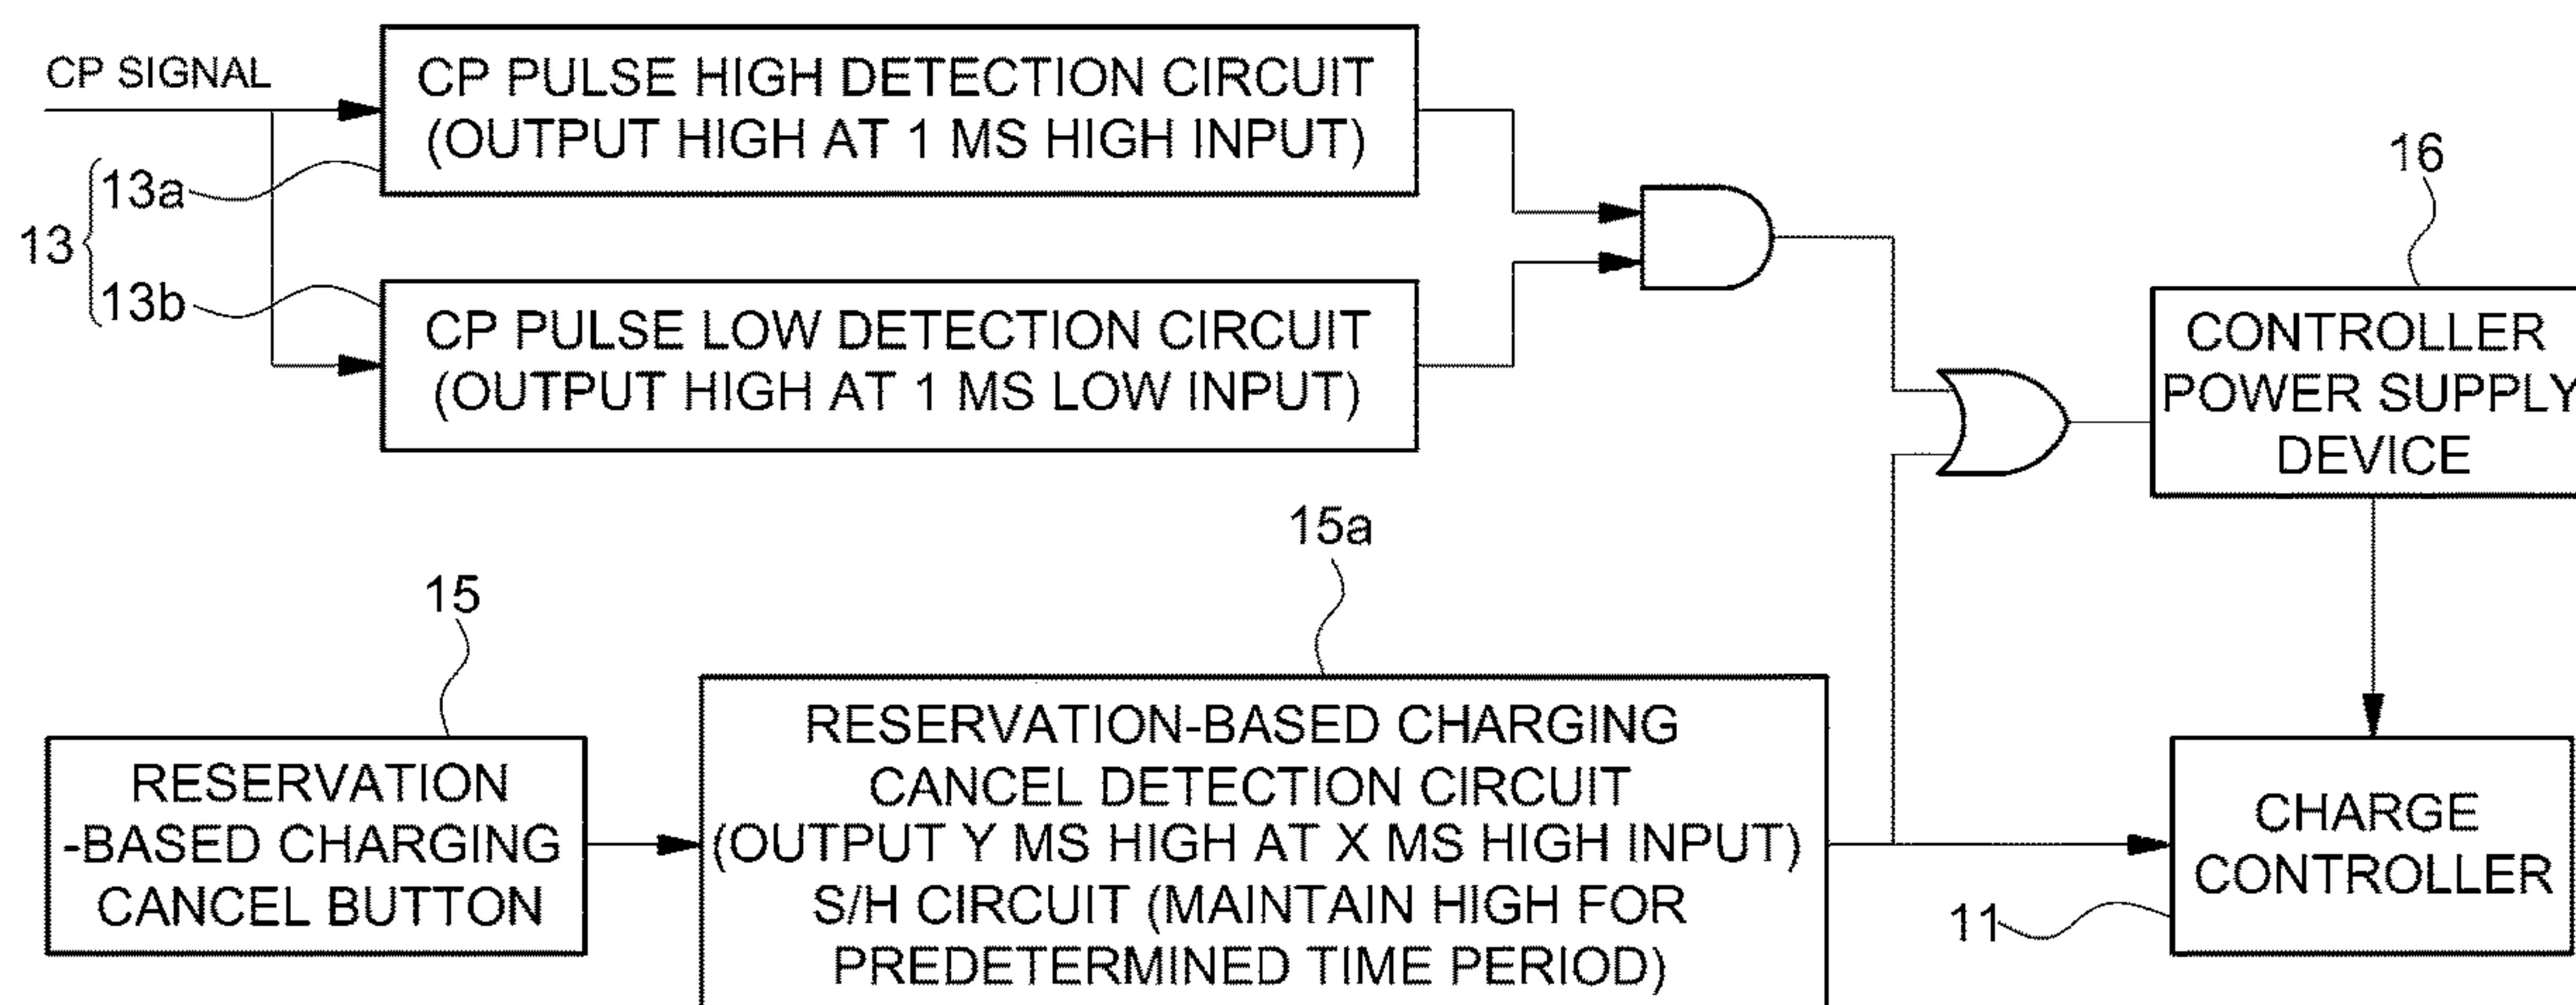 CP SIGNAL
CP PULSE HIGH DETECTION CIRCUIT
(OUTPUT HIGH AT 1 MS HIGH INPUT)
13
13a
13b
CP PULSE LOW DETECTION CIRCUIT
(OUTPUT HIGH AT 1 MS LOW INPUT)
16
CONTROLLER
POWER SUPPLY
DEVICE
15
RESERVATION
-BASED CHARGING
CANCEL BUTTON
15a
RESERVATION-BASED CHARGING
CANCEL DETECTION CIRCUIT
(OUTPUT Y MS HIGH AT X MS HIGH INPUT)
S/H CIRCUIT (MAINTAIN HIGH FOR
PREDETERMINED TIME PERIOD)
11
CHARGE
CONTROLLER